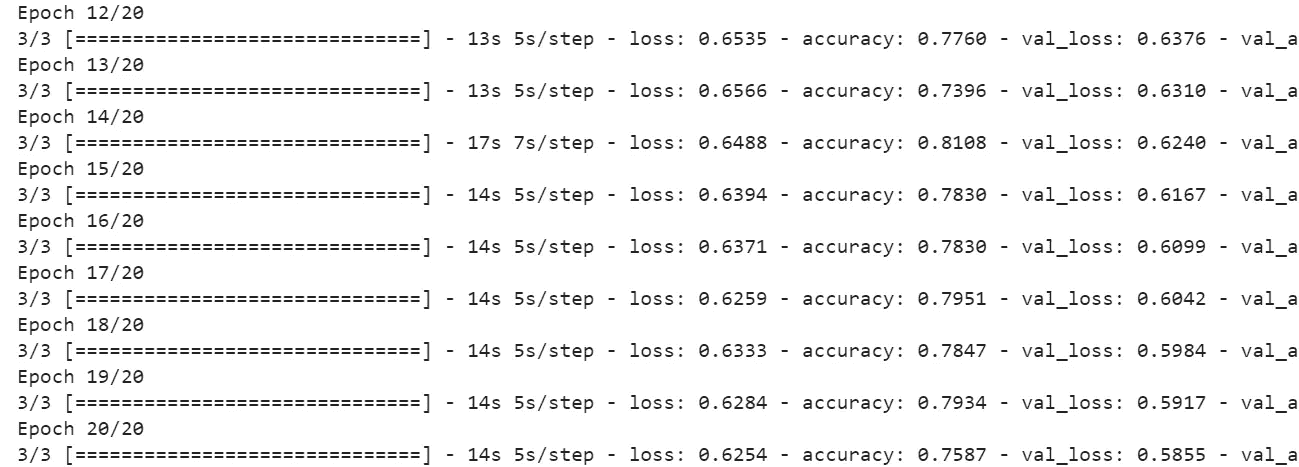 Epoch 12/20
3/3 [==============================] - 13s 5s/step - loss: 0.6535 - accuracy: 0.7760 - val_loss: 0.6376 - val_a
Epoch 13/20
3/3 [==============================] - 13s 5s/step - loss: 0.6566 - accuracy: 0.7396 - val_loss: 0.6310 - val_a
Epoch 14/20
3/3 [==============================] - 17s 7s/step - loss: 0.6488 - accuracy: 0.8108 - val_loss: 0.6240 - val_a
Epoch 15/20
3/3 [==============================] - 14s 5s/step - loss: 0.6394 - accuracy: 0.7830 - val_loss: 0.6167 - val_a
Epoch 16/20
3/3 [==============================] - 14s 5s/step - loss: 0.6371 - accuracy: 0.7830 - val_loss: 0.6099 - val_a
Epoch 17/20
3/3 [==============================] - 14s 5s/step - loss: 0.6259 - accuracy: 0.7951 - val_loss: 0.6042 - val_a
Epoch 18/20
3/3 [==============================] - 14s 5s/step - loss: 0.6333 - accuracy: 0.7847 - val_loss: 0.5984 - val_a
Epoch 19/20
3/3 [==============================] - 14s 5s/step - loss: 0.6284 - accuracy: 0.7934 - val_loss: 0.5917 - val_a
Epoch 20/20
3/3 [==============================] - 14s 5s/step - loss: 0.6254 - accuracy: 0.7587 - val_loss: 0.5855 - val_a